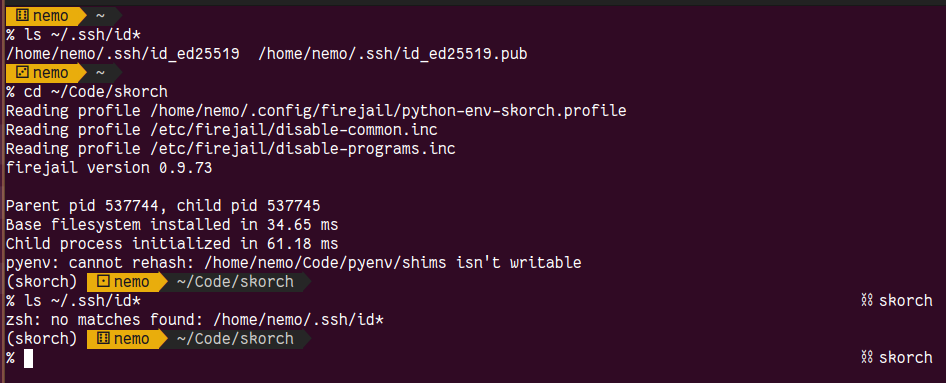 nemo ~
% ls ~/.ssh/id*
/home/nemo/.ssh/id_ed25519  /home/nemo/.ssh/id_ed25519.pub
nemo ~
% cd ~/Code/skorch
Reading profile /home/nemo/.config/firejail/python-env-skorch.profile
Reading profile /etc/firejail/disable-common.inc
Reading profile /etc/firejail/disable-programs.inc
firejail version 0.9.73

Parent pid 537744, child pid 537745
Base filesystem installed in 34.65 ms
Child process initialized in 61.18 ms
pyenv: cannot rehash: /home/nemo/Code/pyenv/shims isn't writable
(skorch) nemo ~/Code/skorch
% ls ~/.ssh/id* skorch
zsh: no matches found: /home/nemo/.ssh/id*
(skorch) nemo ~/Code/skorch
% skorch